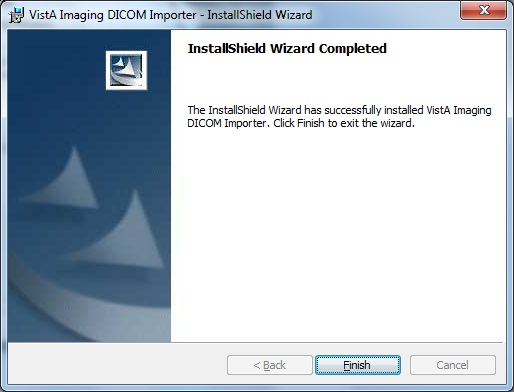 VistA Imaging DICOM Importer - InstallShield Wizard
InstallShield Wizard Completed
The InstallShield Wizard has successfully installed VistA Imaging
DICOM Importer. Click Finish to exit the wizard.
< Back
Finish
Cancel